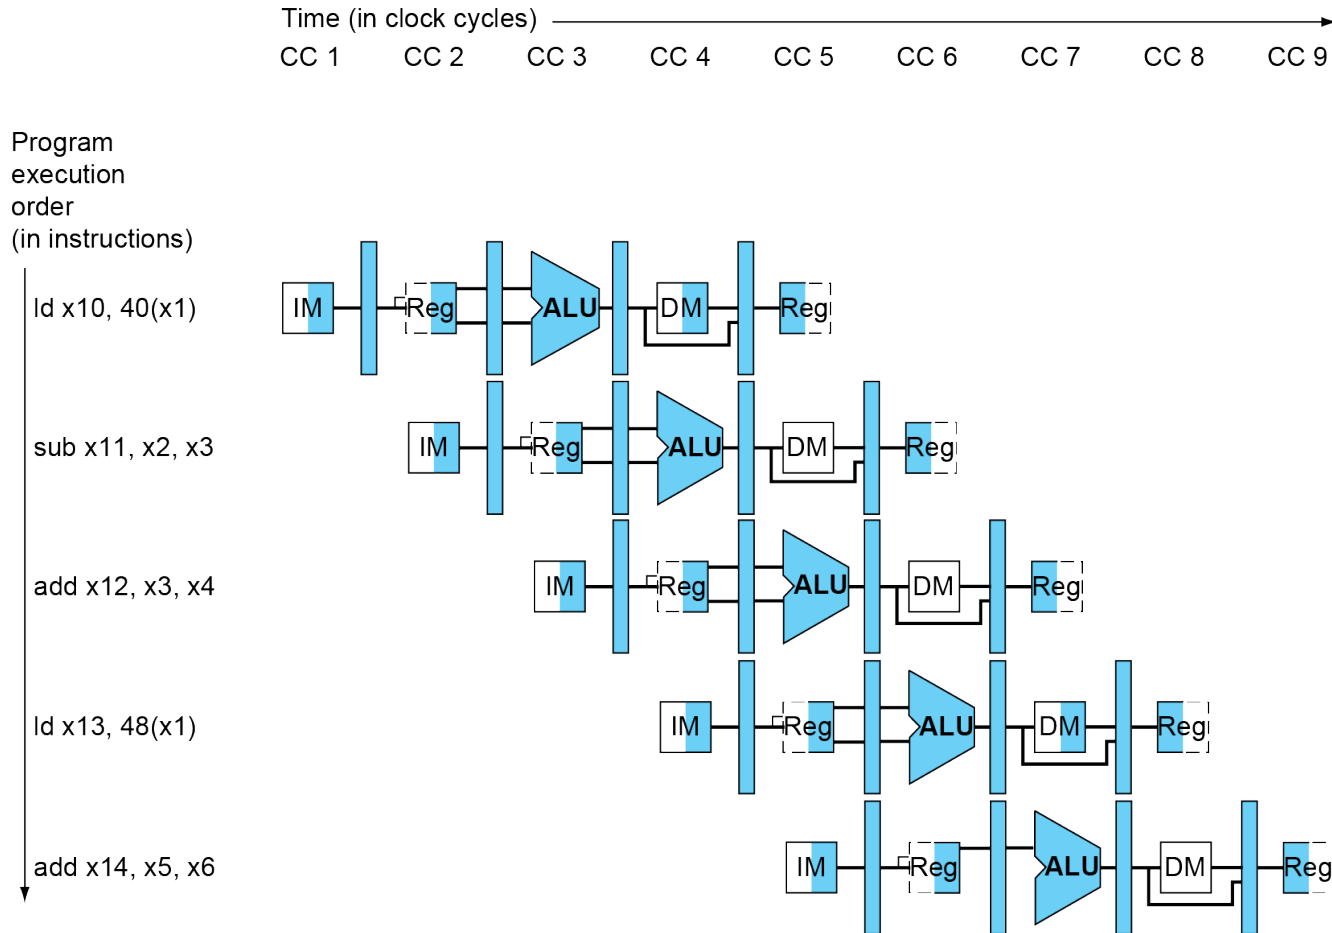 Time (in clock cycles)
CC 1 CC 2 CC 3 CC 4 CC 5 CC 6 CC 7 CC 8 CC 9
Program
execution
order
(in instructions)
ld x10, 40(x1) IM Reg ALU DM Reg
sub x11, x2, x3 IM Reg ALU DM Reg
add x12, x3, x4 IM Reg ALU DM Reg
ld x13, 48(x1) IM Reg ALU DM Reg
add x14, x5, x6 IM Reg ALU DM Reg